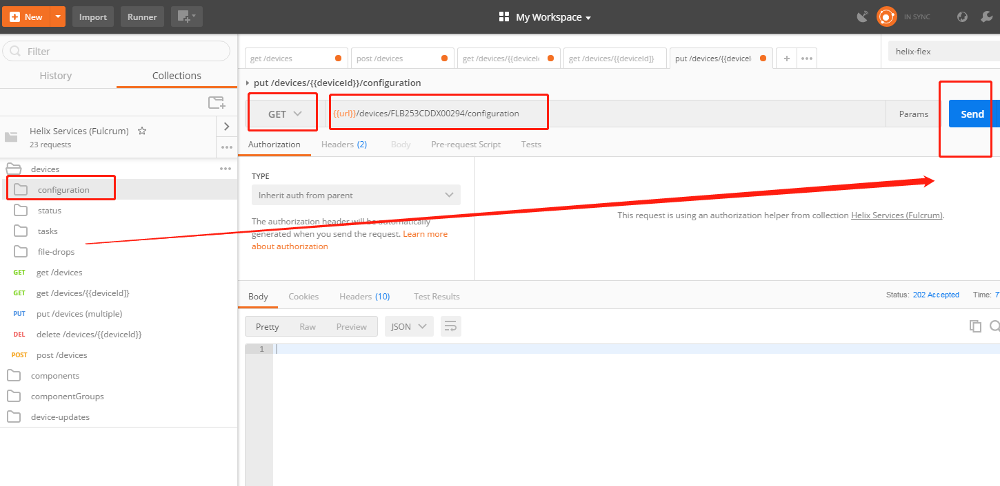 New
Import
Runner
My Workspace
IN SYNC
Filter
History
Collections
Helix Services (Fulcrum)
23 requests
devices
configuration
status
tasks
file-drops
GET get /devices
GET get /devices/{{deviceId}}
PUT put /devices (multiple)
DEL delete /devices/{{deviceId}}
POST post /devices
components
componentGroups
device-updates
get /devices
post /devices
get /devices/{{deviceId
get /devices/{{deviceId}}
put /devices/{{deviceI
helix-flex
put /devices/{{deviceId}}/configuration
GET
{{url}}/devices/FLB253CDDX00294/configuration
Params
Send
Authorization
Headers (2)
Body
Pre-request Script
Tests
TYPE
Inherit auth from parent
The authorization header will be automatically
generated when you send the request. Learn more
about authorization
This request is using an authorization helper from collection Helix Services (Fulcrum).
Body
Cookies
Headers (10)
Test Results
Status: 202 Accepted
Time: 7
Pretty
Raw
Preview
JSON
1